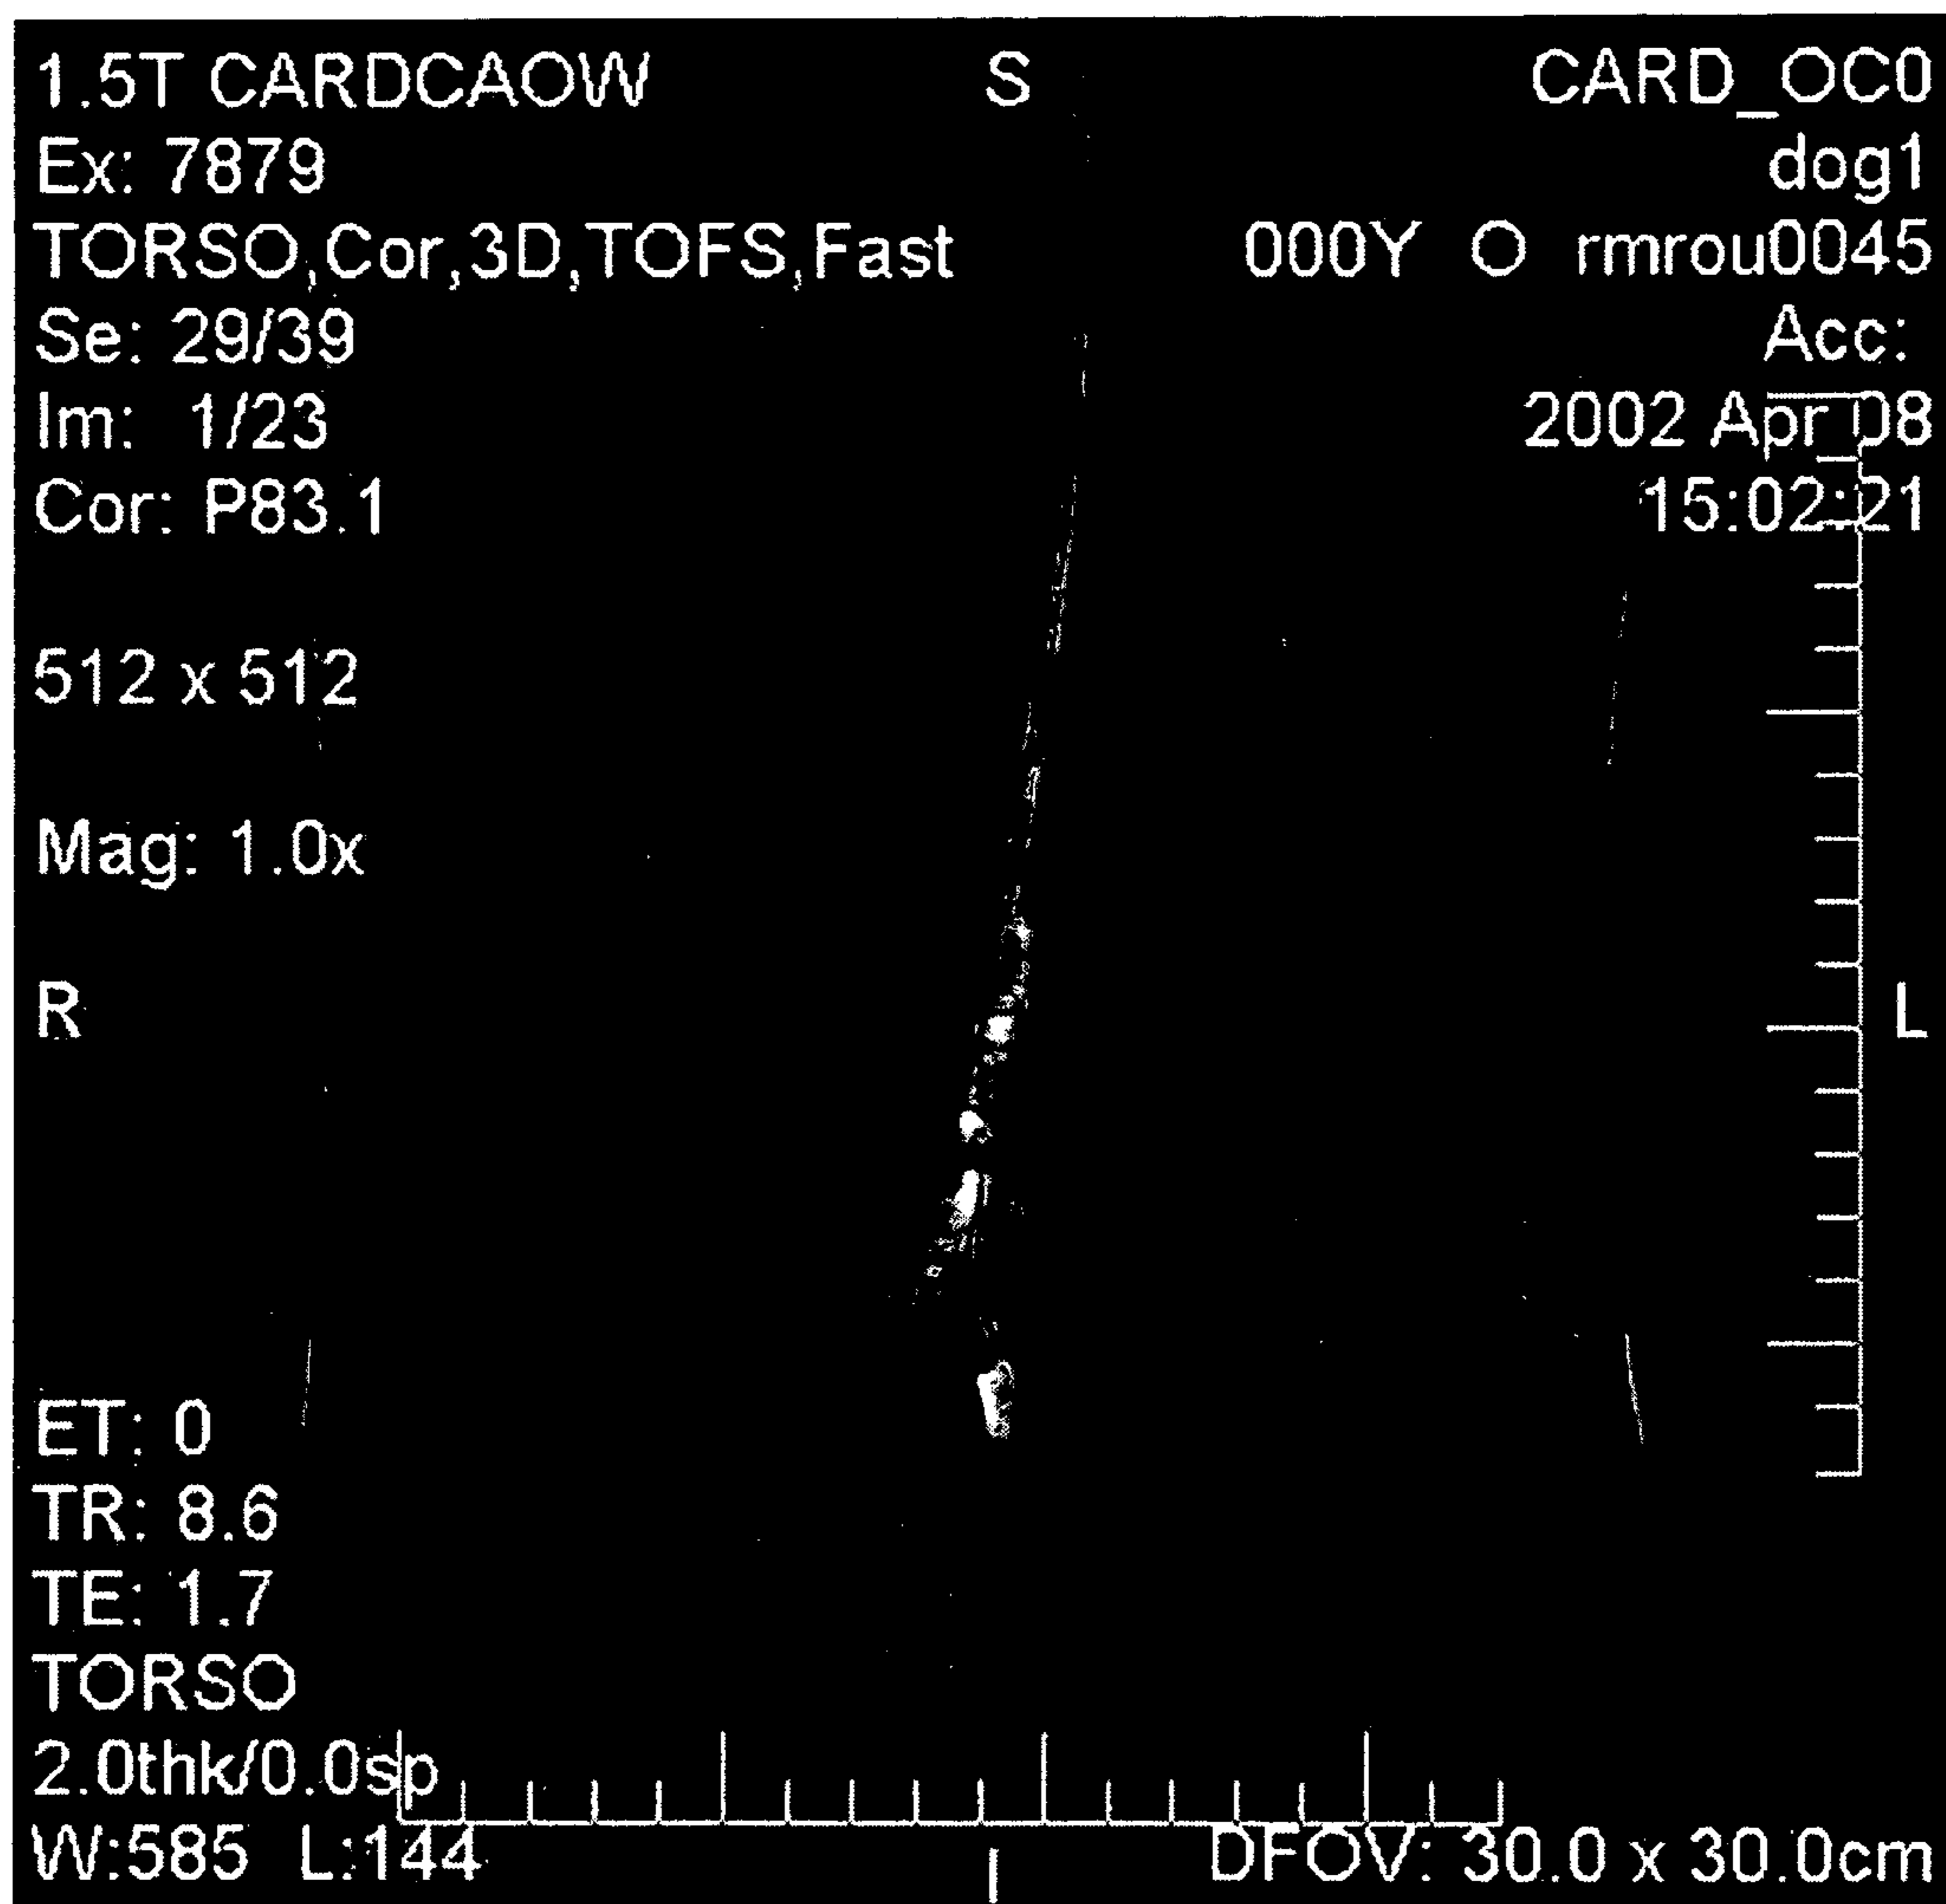 1.5T CARDCAOW S CARD_OC0
Ex: 7879 dog1
TORSO,Cor,3D,TOFS,Fast 000Y O rmrou0045
Se: 29/39 Acc:
Im: 1/23 2002 Apr 08
Cor: P83.1 15:02:21
512 x 512
Mag: 1.0x
R L
ET: 0
TR: 8.6
TE: 1.7
TORSO
2.0thk/0.0sp
W:585 L:144 I DFOV: 30.0 x 30.0cm